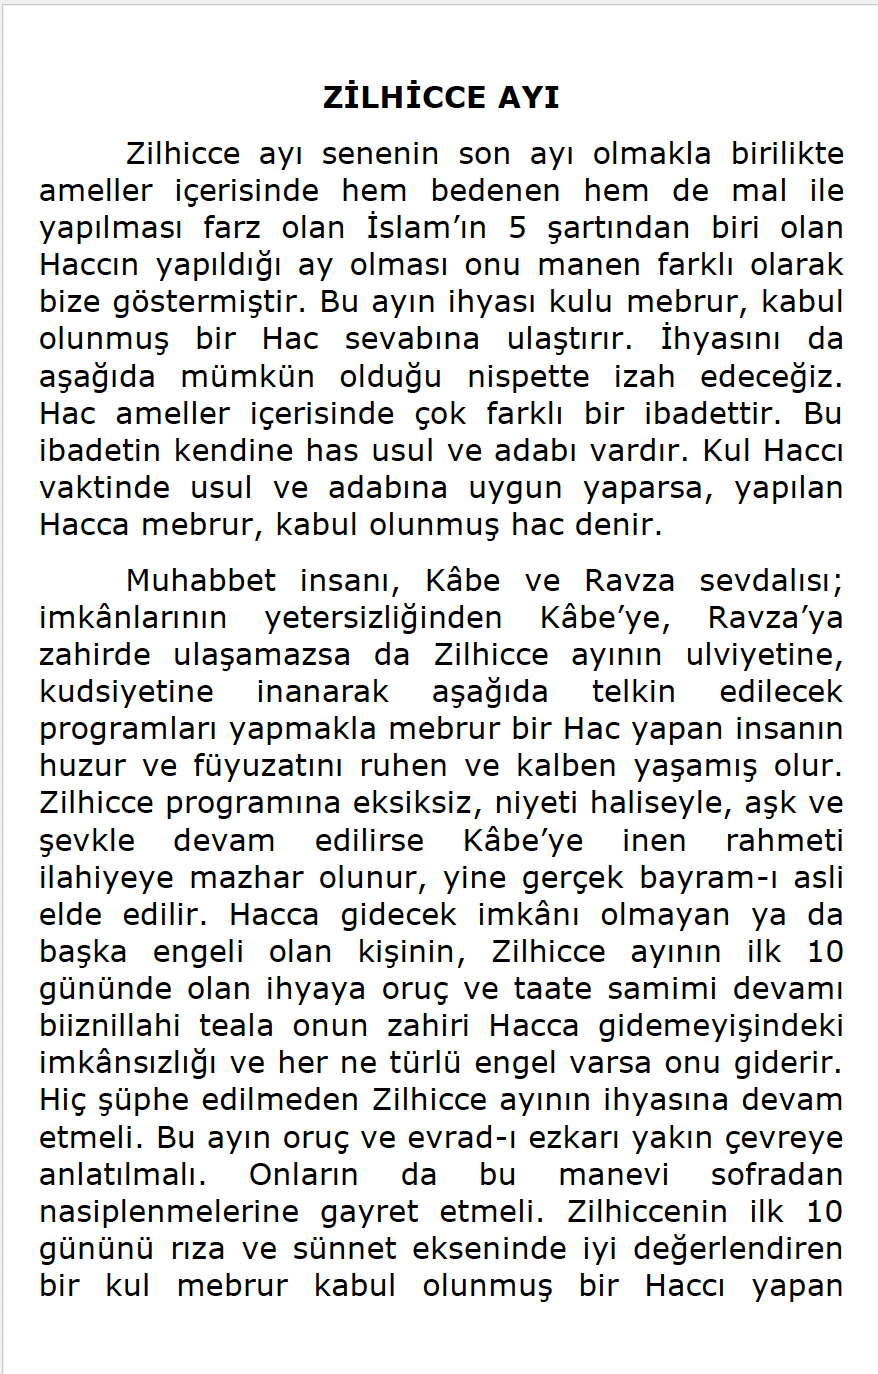 ZİLHİCCE AYI
Zilhicce ayı senenin son ayı olmakla birilikte
ameller içerisinde hem bedenen hem de mal ile
yapılması farz olan İslam’ın 5 şartından biri olan
Haccın yapıldığı ay olması onu manen farklı olarak
bize göstermiştir. Bu ayın ihyası kulu mebrur, kabul
olunmuş bir Hac sevabına ulaştırır. İhyasını da
aşağıda mümkün olduğu nispette izah edeceğiz.
Hac ameller içerisinde çok farklı bir ibadettir. Bu
ibadetin kendine has usul ve adabı vardır. Kul Haccı
vaktinde usul ve adabına uygun yaparsa, yapılan
Hacca mebrur, kabul olunmuş hac denir.
Muhabbet insanı, Kâbe ve Ravza sevdalısı;
imkânlarının yetersizliğinden Kâbe’ye, Ravza’ya
zahirde ulaşamazsa da Zilhicce ayının ulviyetine,
kudsiyetine inanarak aşağıda telkin edilecek
programları yapmakla mebrur bir Hac yapan insanın
huzur ve füyuzatını ruhen ve kalben yaşamış olur.
Zilhicce programına eksiksiz, niyeti haliseyle, aşk ve
şevkle devam edilirse Kâbe’ye inen rahmeti
ilahiyeye mazhar olunur, yine gerçek bayram-ı asli
elde edilir. Hacca gidecek imkânı olmayan ya da
başka engeli olan kişinin, Zilhicce ayının ilk 10
gününde olan ihyaya oruç ve taate samimi devamı
biiznillahi teala onun zahiri Hacca gidemeyişindeki
imkânsızlığı ve her ne türlü engel varsa onu giderir.
Hiç şüphe edilmeden Zilhicce ayının ihyasına devam
etmeli. Bu ayın oruç ve evrad-ı ezkarı yakın çevreye
anlatılmalı. Onların da bu manevi sofradan
nasiplenmelerine gayret etmeli. Zilhiccenin ilk 10
gününü rıza ve sünnet ekseninde iyi değerlendiren
bir kul mebrur kabul olunmuş bir Haccı yapan